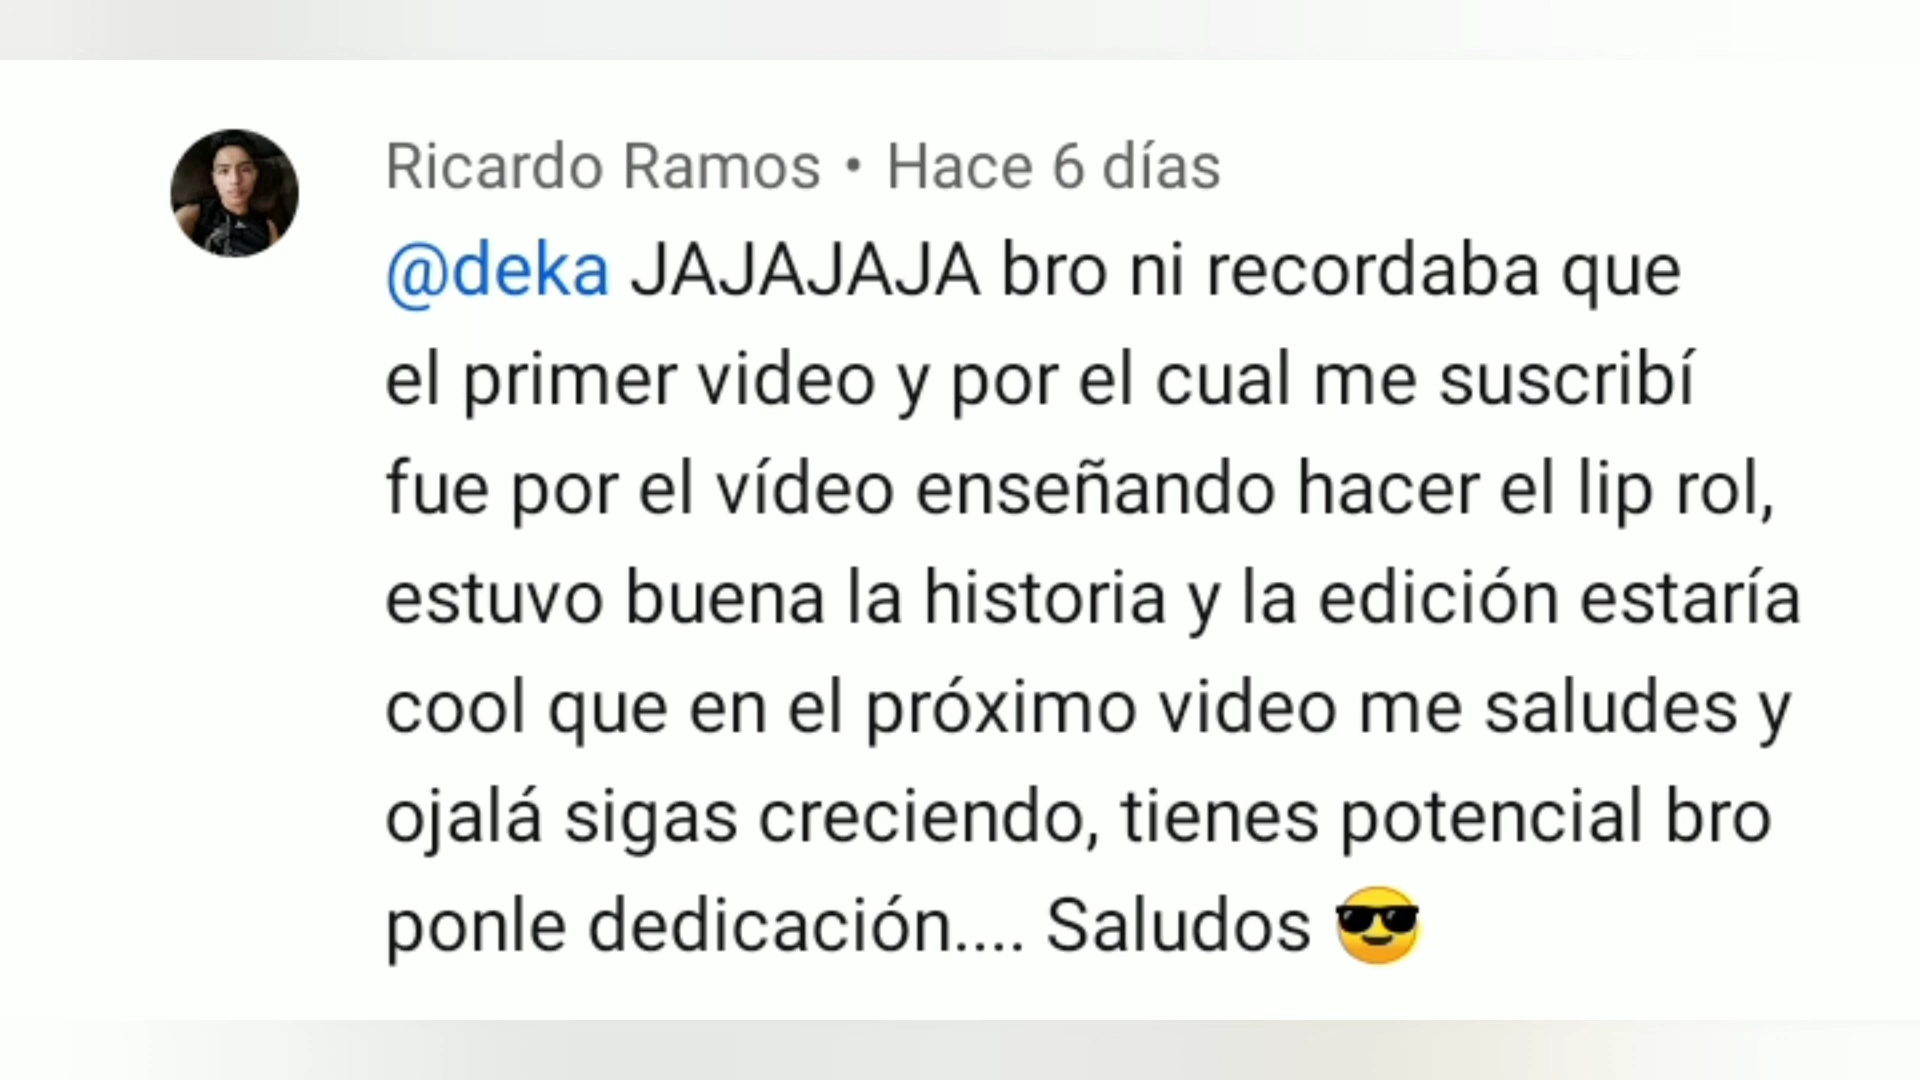 Ricardo Ramos • Hace 6 días
@deka JAJAJAJA bro ni recordaba que
el primer video y por el cual me suscribí
fue por el vídeo enseñando hacer el lip rol,
estuvo buena la historia y la edición estaría
cool que en el próximo video me saludes y
ojalá sigas creciendo, tienes potencial bro
ponle dedicación.... Saludos 😎